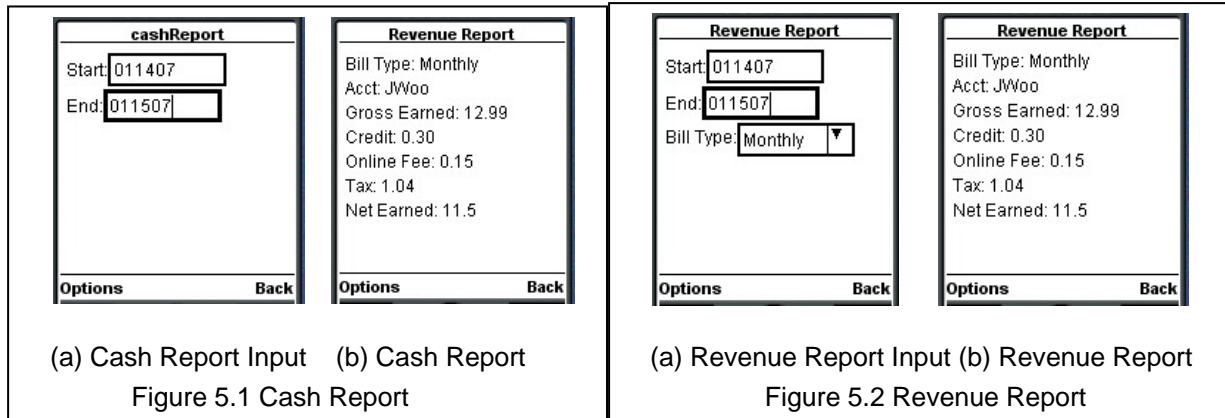 cashReport
Start: 011407
End: 011507
Options Back
Revenue Report
Bill Type: Monthly
Acct: JWoo
Gross Earned: 12.99
Credit: 0.30
Online Fee: 0.15
Tax: 1.04
Net Earned: 11.5
Options Back
(a) Cash Report Input (b) Cash Report
Figure 5.1 Cash Report
Revenue Report
Start: 011407
End: 011507
Bill Type: Monthly
Options Back
Revenue Report
Bill Type: Monthly
Acct: JWoo
Gross Earned: 12.99
Credit: 0.30
Online Fee: 0.15
Tax: 1.04
Net Earned: 11.5
Options Back
(a) Revenue Report Input (b) Revenue Report
Figure 5.2 Revenue Report